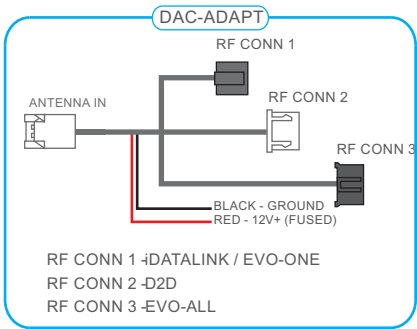 DAC-ADAPT
RF CONN 1
ANTENNA IN
RF CONN 2
RF CONN 3
BLACK - GROUND
RED - 12V+ (FUSED)
RF CONN 1 -iDATALINK / EVO-ONE
RF CONN 2 -D2D
RF CONN 3 -EVO-ALL